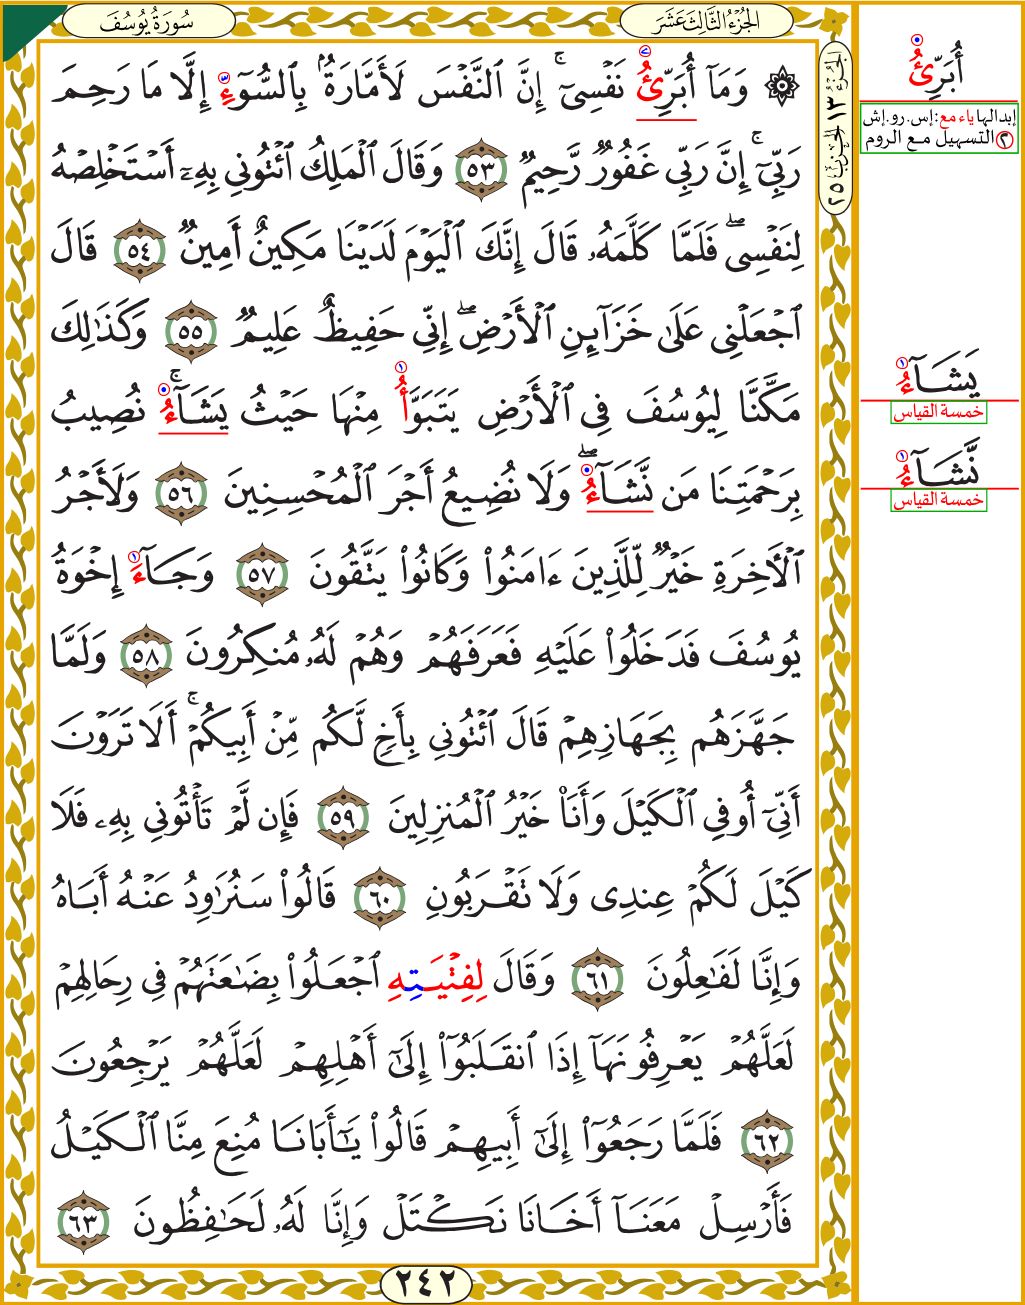 سُورَةُ يُوسُفَ
الجُزْءُ الثَّالِثَ عَشَرَ
۞ وَمَآ أُبَرِّئُ نَفْسِىٓ ۚ إِنَّ ٱلنَّفْسَ لَأَمَّارَةُۢ بِٱلسُّوٓءِ إِلَّا مَا رَحِمَ
رَبِّىٓ ۚ إِنَّ رَبِّى غَفُورٌ رَّحِيمٌ ٥٣ وَقَالَ ٱلْمَلِكُ ٱئْتُونِى بِهِۦٓ أَسْتَخْلِصْهُ
لِنَفْسِى ۖ فَلَمَّا كَلَّمَهُۥ قَالَ إِنَّكَ ٱلْيَوْمَ لَدَيْنَا مَكِينٌ أَمِينٌ ٥٤ قَالَ
ٱجْعَلْنِى عَلَىٰ خَزَآئِنِ ٱلْأَرْضِ ۖ إِنِّى حَفِيظٌ عَلِيمٌ ٥٥ وَكَذَٰلِكَ
مَكَّنَّا لِيُوسُفَ فِى ٱلْأَرْضِ يَتَبَوَّأُ مِنْهَا حَيْثُ يَشَآءُ ۚ نُصِيبُ
بِرَحْمَتِنَا مَن نَّشَآءُ ۖ وَلَا نُضِيعُ أَجْرَ ٱلْمُحْسِنِينَ ٥٦ وَلَأَجْرُ
ٱلْأَخِرَةِ خَيْرٌ لِّلَّذِينَ ءَامَنُوا۟ وَكَانُوا۟ يَتَّقُونَ ٥٧ وَجَآءَ إِخْوَةُ
يُوسُفَ فَدَخَلُوا۟ عَلَيْهِ فَعَرَفَهُمْ وَهُمْ لَهُۥ مُنكِرُونَ ٥٨ وَلَمَّا
جَهَّزَهُم بِجَهَازِهِمْ قَالَ ٱئْتُونِى بِأَخٍ لَّكُم مِّنْ أَبِيكُمْ ۚ أَلَا تَرَوْنَ
أَنِّىٓ أُوفِى ٱلْكَيْلَ وَأَنَا۠ خَيْرُ ٱلْمُنزِلِينَ ٥٩ فَإِن لَّمْ تَأْتُونِى بِهِۦ فَلَا
كَيْلَ لَكُمْ عِندِى وَلَا تَقْرَبُونِ ٦٠ قَالُوا۟ سَنُرَٰوِدُ عَنْهُ أَبَاهُ
وَإِنَّا لَفَٰعِلُونَ ٦١ وَقَالَ لِفِتْيَتِهِ ٱجْعَلُوا۟ بِضَٰعَتَهُمْ فِى رِحَالِهِمْ
لَعَلَّهُمْ يَعْرِفُونَهَآ إِذَا ٱنقَلَبُوٓا۟ إِلَىٰٓ أَهْلِهِمْ لَعَلَّهُمْ يَرْجِعُونَ
٦٢ فَلَمَّا رَجَعُوٓا۟ إِلَىٰٓ أَبِيهِمْ قَالُوا۟ يَٰٓأَبَانَا مُنِعَ مِنَّا ٱلْكَيْلُ
فَأَرْسِلْ مَعَنَآ أَخَانَا نَكْتَلْ وَإِنَّا لَهُۥ لَحَٰفِظُونَ ٦٣
٢٤٢
أُبَرِّئُ
إبدالها ياء مع: إس. رو. إش
٣ التسهيل مع الروم
يَشَآءُ ١
خمسة القياس
نَّشَآءُ ١
خمسة القياس